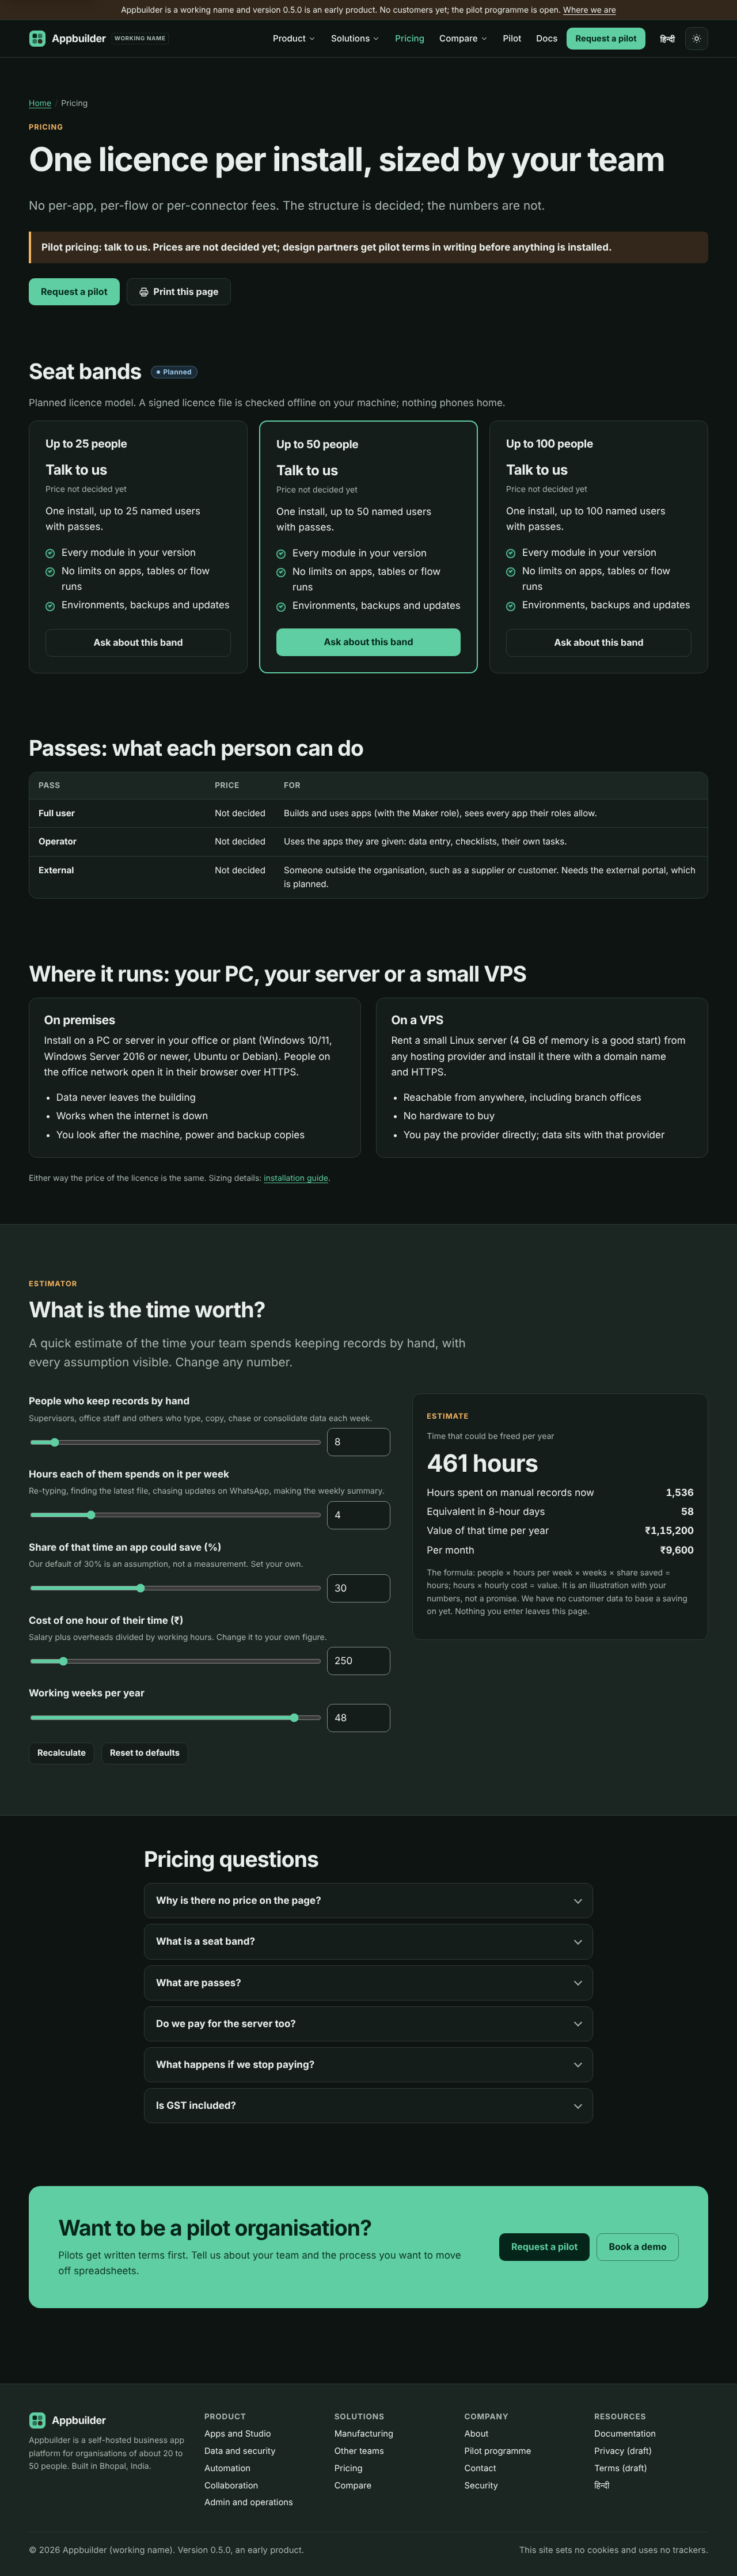 Appbuilder is a working name and version 0.5.0 is an early product. No customers yet; the pilot programme is open. Where we are
Appbuilder WORKING NAME Product Solutions Pricing Compare Pilot Docs Request a pilot हिन्दी
Home / Pricing
PRICING
One licence per install, sized by your team
No per-app, per-flow or per-connector fees. The structure is decided; the numbers are not.
Pilot pricing: talk to us. Prices are not decided yet; design partners get pilot terms in writing before anything is installed.
Request a pilot Print this page
Seat bands Planned
Planned licence model. A signed licence file is checked offline on your machine; nothing phones home.
Up to 25 people
Talk to us
Price not decided yet
One install, up to 25 named users
with passes.
Every module in your version
No limits on apps, tables or flow
runs
Environments, backups and updates
Ask about this band
Up to 50 people
Talk to us
Price not decided yet
One install, up to 50 named users
with passes.
Every module in your version
No limits on apps, tables or flow
runs
Environments, backups and updates
Ask about this band
Up to 100 people
Talk to us
Price not decided yet
One install, up to 100 named users
with passes.
Every module in your version
No limits on apps, tables or flow
runs
Environments, backups and updates
Ask about this band
Passes: what each person can do
PASS PRICE FOR
Full user Not decided Builds and uses apps (with the Maker role), sees every app their roles allow.
Operator Not decided Uses the apps they are given: data entry, checklists, their own tasks.
External Not decided Someone outside the organisation, such as a supplier or customer. Needs the external portal, which
is planned.
Where it runs: your PC, your server or a small VPS
On premises
Install on a PC or server in your office or plant (Windows 10/11,
Windows Server 2016 or newer, Ubuntu or Debian). People on
the office network open it in their browser over HTTPS.
• Data never leaves the building
• Works when the internet is down
• You look after the machine, power and backup copies
On a VPS
Rent a small Linux server (4 GB of memory is a good start) from
any hosting provider and install it there with a domain name
and HTTPS.
• Reachable from anywhere, including branch offices
• No hardware to buy
• You pay the provider directly; data sits with that provider
Either way the price of the licence is the same. Sizing details: installation guide.
ESTIMATOR
What is the time worth?
A quick estimate of the time your team spends keeping records by hand, with
every assumption visible. Change any number.
People who keep records by hand
Supervisors, office staff and others who type, copy, chase or consolidate data each week.
8
Hours each of them spends on it per week
Re-typing, finding the latest file, chasing updates on WhatsApp, making the weekly summary.
4
Share of that time an app could save (%)
Our default of 30% is an assumption, not a measurement. Set your own.
30
Cost of one hour of their time (₹)
Salary plus overheads divided by working hours. Change it to your own figure.
250
Working weeks per year
48
Recalculate Reset to defaults
ESTIMATE
Time that could be freed per year
461 hours
Hours spent on manual records now 1,536
Equivalent in 8-hour days 58
Value of that time per year ₹1,15,200
Per month ₹9,600
The formula: people × hours per week × weeks × share saved =
hours; hours × hourly cost = value. It is an illustration with your
numbers, not a promise. We have no customer data to base a saving
on yet. Nothing you enter leaves this page.
Pricing questions
Why is there no price on the page?
What is a seat band?
What are passes?
Do we pay for the server too?
What happens if we stop paying?
Is GST included?
Want to be a pilot organisation?
Pilots get written terms first. Tell us about your team and the process you want to move
off spreadsheets.
Request a pilot Book a demo
Appbuilder
Appbuilder is a self-hosted business app
platform for organisations of about 20 to
50 people. Built in Bhopal, India.
PRODUCT
Apps and Studio
Data and security
Automation
Collaboration
Admin and operations
SOLUTIONS
Manufacturing
Other teams
Pricing
Compare
COMPANY
About
Pilot programme
Contact
Security
RESOURCES
Documentation
Privacy (draft)
Terms (draft)
हिन्दी
© 2026 Appbuilder (working name). Version 0.5.0, an early product.
This site sets no cookies and uses no trackers.